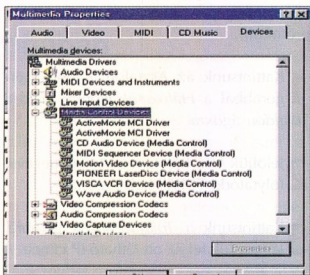 Multimedia Properties
Audio
Video
MIDI
CD Music
Devices
Multimedia devices:
Multimedia Drivers
Audio Devices
MIDI Devices and Instruments
Mixer Devices
Line Input Devices
Media Control Devices
ActiveMovie MCI Driver
ActiveMovie MCI Driver
CD Audio Device (Media Control)
MIDI Sequencer Device (Media Control)
Motion Video Device (Media Control)
PIONEER LaserDisc Device (Media Control)
VISCA VCR Device (Media Control)
Wave Audio Device (Media Control)
Video Compression Codecs
Audio Compression Codecs
Video Capture Devices
Joystick Devices
Properties